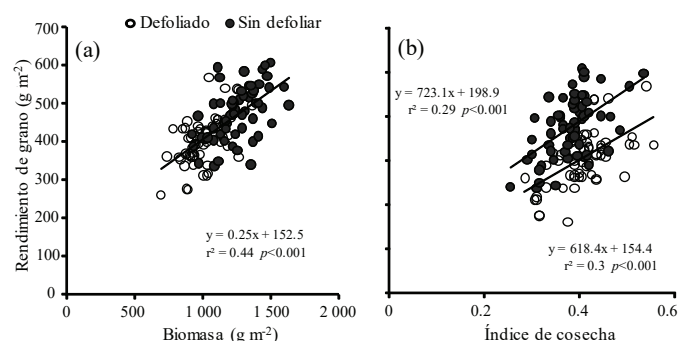 Defoliado Sin defoliar
(a)
(b)
Rendimiento de grano (g m⁻²)
700
600
500
400
300
200
100
0
y = 0.25x + 152.5
r² = 0.44 p<0.001
y = 723.1x + 198.9
r² = 0.29 p<0.001
y = 618.4x + 154.4
r² = 0.3 p<0.001
0 500 1 000 1 500 2 000
Biomasa (g m⁻²)
0 0.2 0.4 0.6
Índice de cosecha